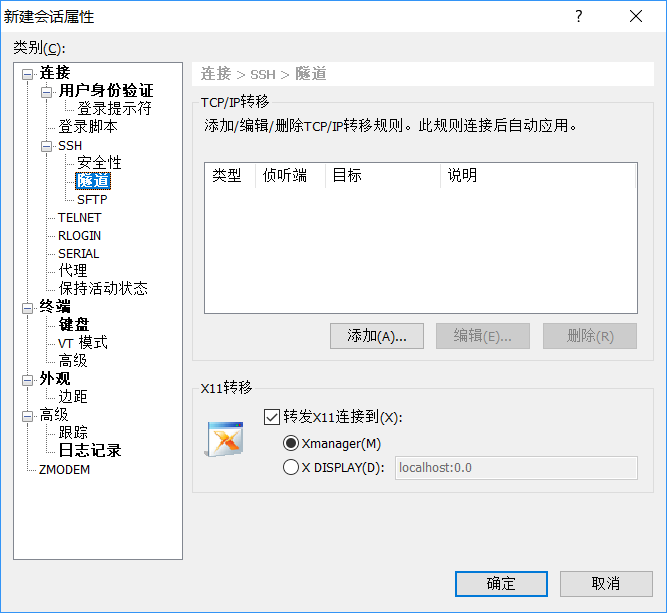 新建会话属性
?
类别(C):
连接
用户身份验证
登录提示符
登录脚本
SSH
安全性
隧道
SFTP
TELNET
RLOGIN
SERIAL
代理
保持活动状态
终端
键盘
VT 模式
高级
外观
边距
高级
跟踪
日志记录
ZMODEM
连接 > SSH > 隧道
TCP/IP转移
添加/编辑/删除TCP/IP转移规则。此规则连接后自动应用。
类型 侦听端 目标 说明
添加(A)... 编辑(E)... 删除(R)
X11转移
转发X11连接到(X):
Xmanager(M)
X DISPLAY(D): localhost:0.0
确定 取消